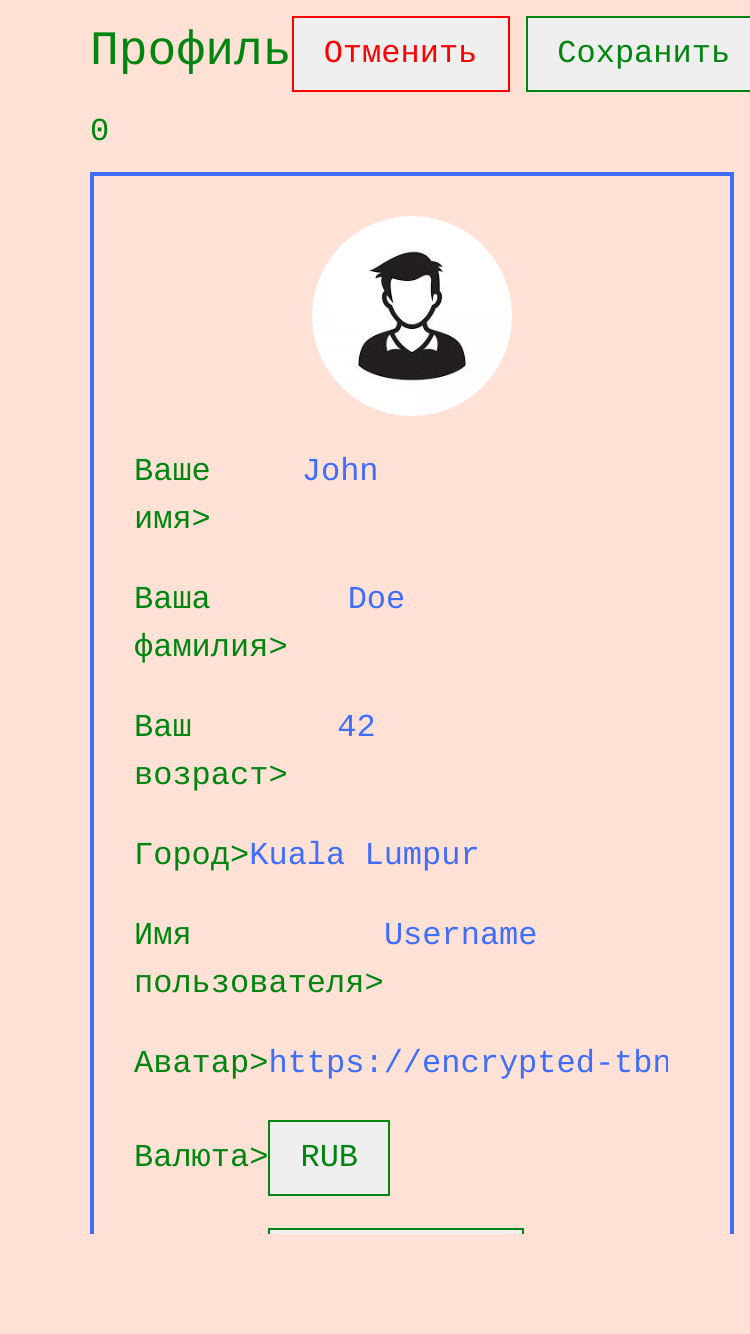 Профиль Отменить Сохранить
0
Ваше John
имя>
Ваша Doe
фамилия>
Ваш 42
возраст>
Город>Kuala Lumpur
Имя Username
пользователя>
Аватар>https://encrypted-tbn
Валюта> RUB